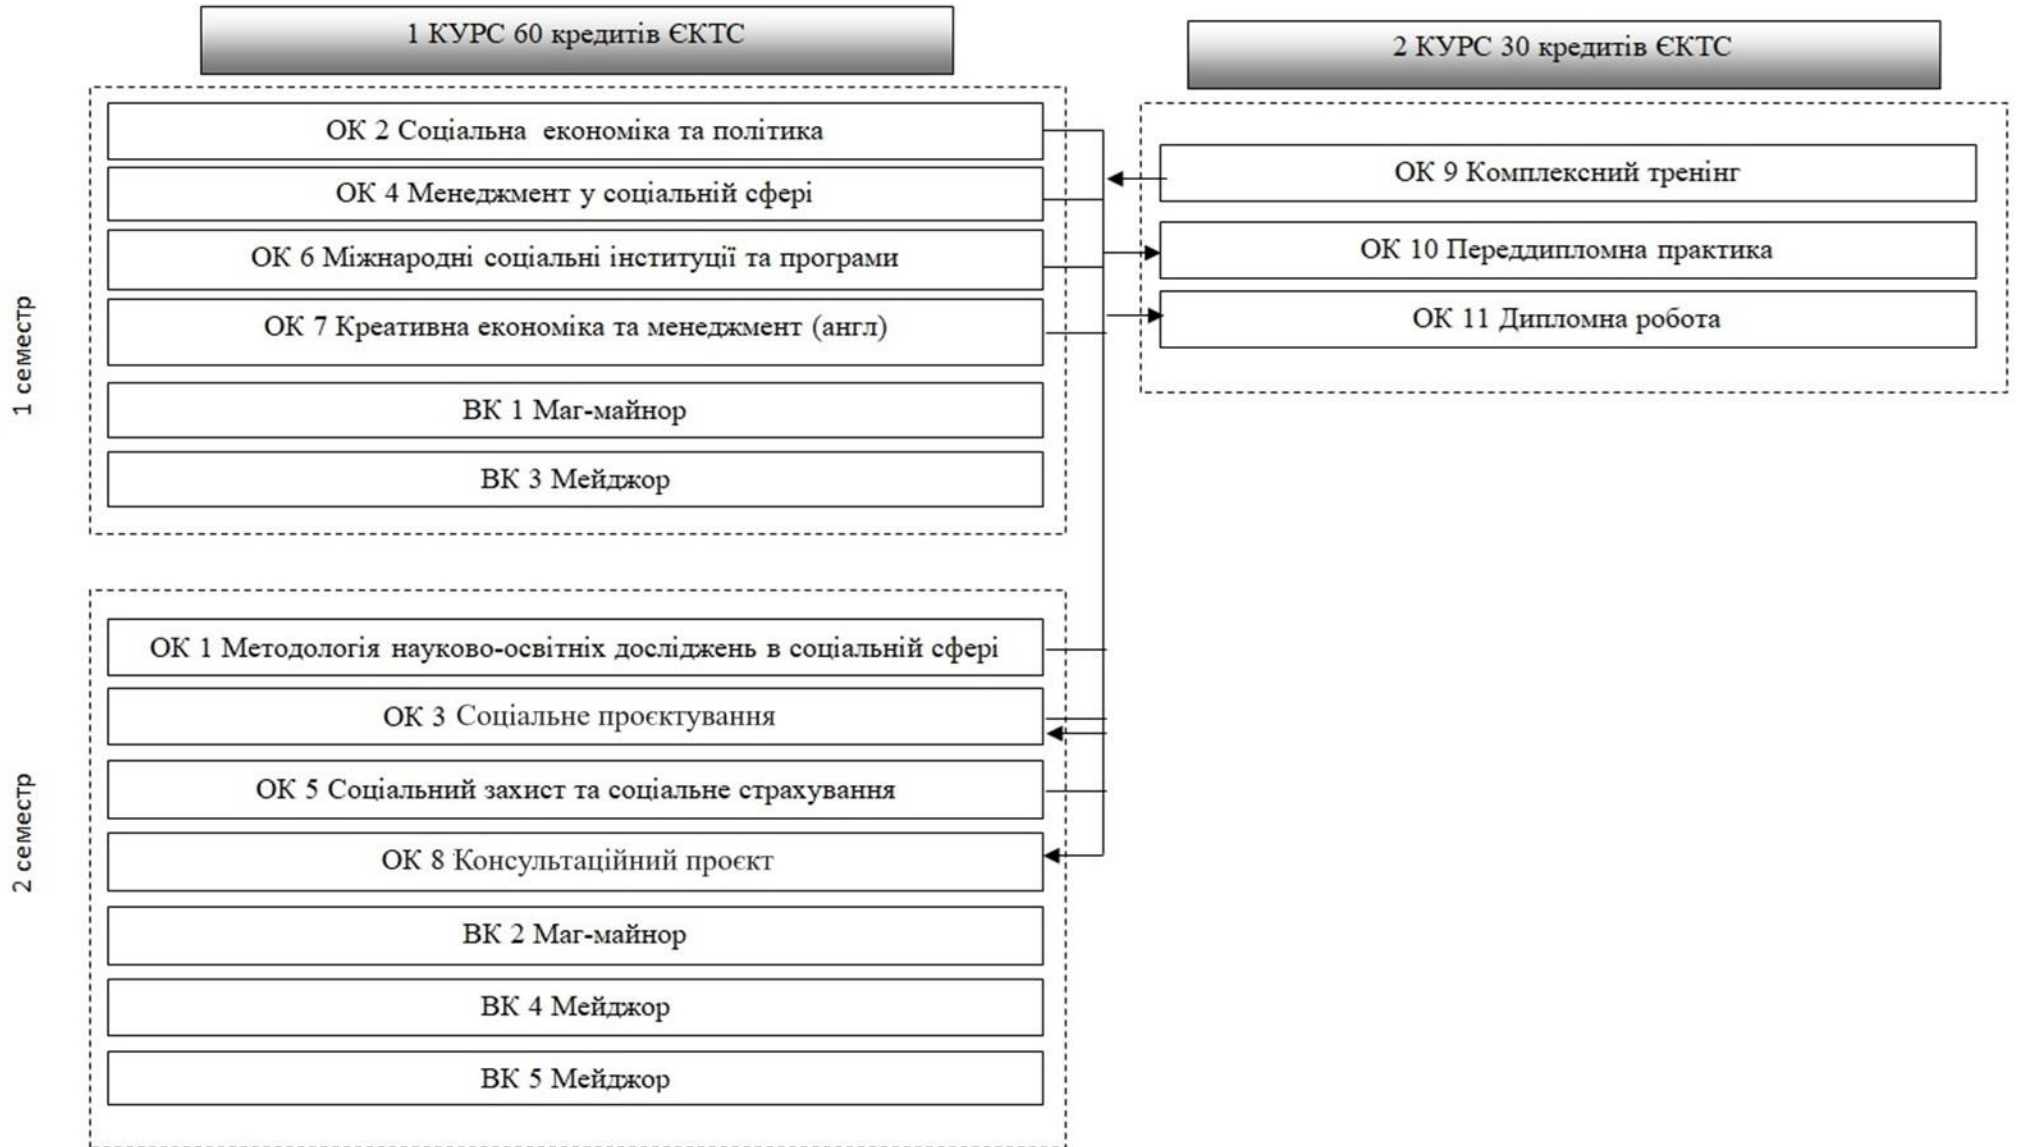 1 КУРС 60 кредитів ЄКТС
ОК 2 Соціальна економіка та політика
ОК 4 Менеджмент у соціальній сфері
ОК 6 Міжнародні соціальні інституції та програми
ОК 7 Креативна економіка та менеджмент (англ)
ВК 1 Маг-майнор
ВК 3 Мейджор
1 семестр
ОК 1 Методологія науково-освітніх досліджень в соціальній сфері
ОК 3 Соціальне проєктування
ОК 5 Соціальний захист та соціальне страхування
ОК 8 Консультаційний проєкт
ВК 2 Маг-майнор
ВК 4 Мейджор
ВК 5 Мейджор
2 семестр
2 КУРС 30 кредитів ЄКТС
ОК 9 Комплексний тренінг
ОК 10 Переддипломна практика
ОК 11 Дипломна робота